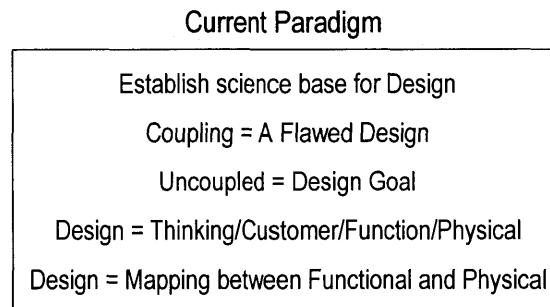 Current Paradigm
Establish science base for Design
Coupling = A Flawed Design
Uncoupled = Design Goal
Design = Thinking/Customer/Function/Physical
Design = Mapping between Functional and Physical